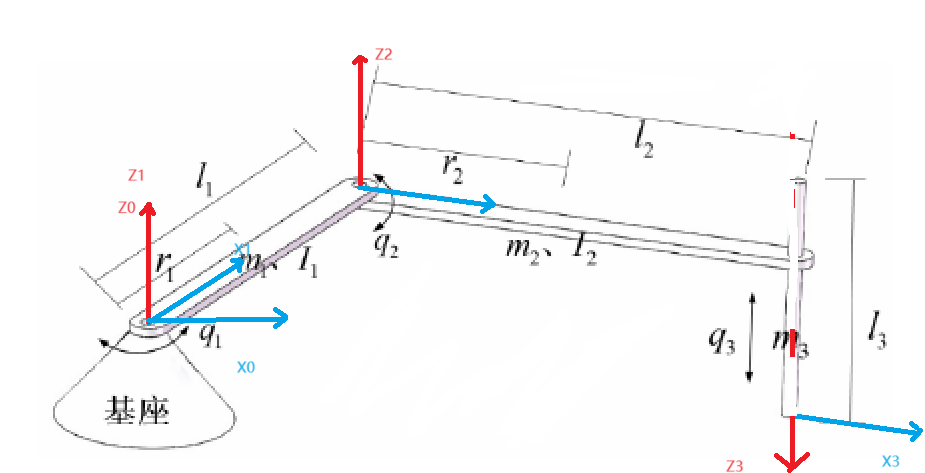 Z2
l₂
r₂
l₁
Z1
Z0
r₁
X1
m₁、I₁
q₂
m₂、I₂
q₁
q₃
m₃
l₃
X0
基座
Z3
X3